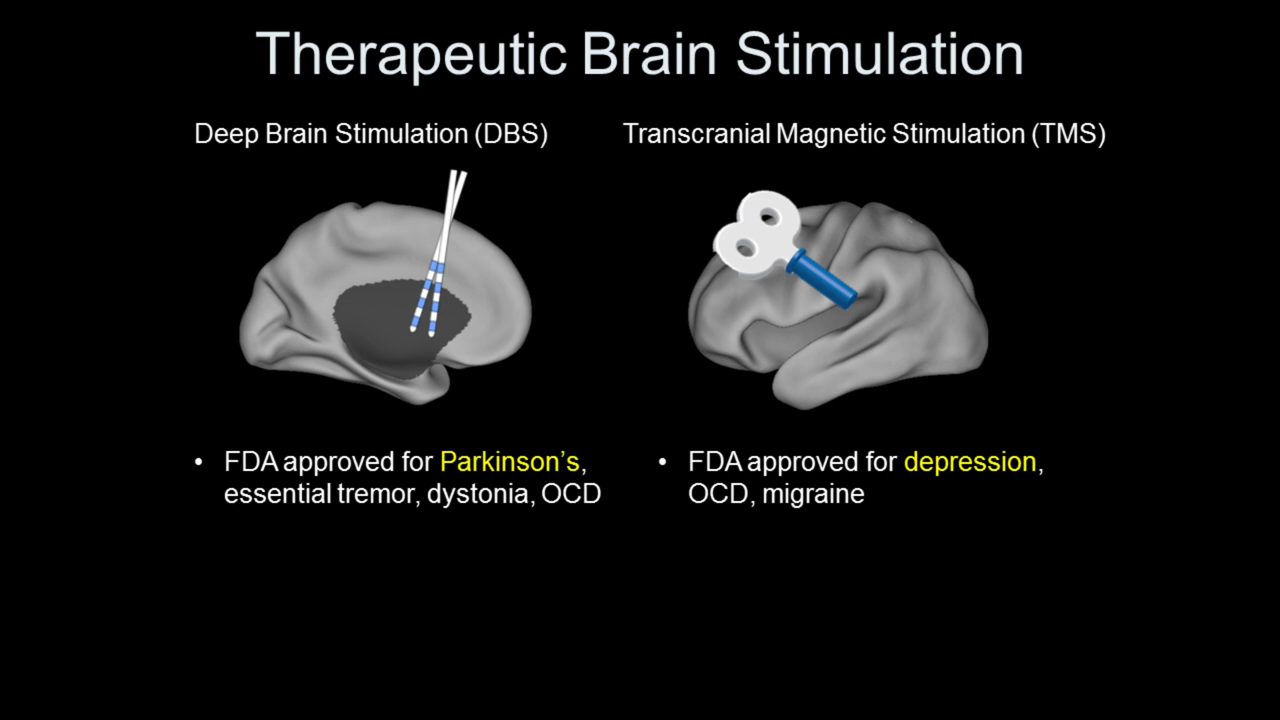 Therapeutic Brain Stimulation
Deep Brain Stimulation (DBS)
Transcranial Magnetic Stimulation (TMS)
• FDA approved for Parkinson’s,
essential tremor, dystonia, OCD
• FDA approved for depression,
OCD, migraine